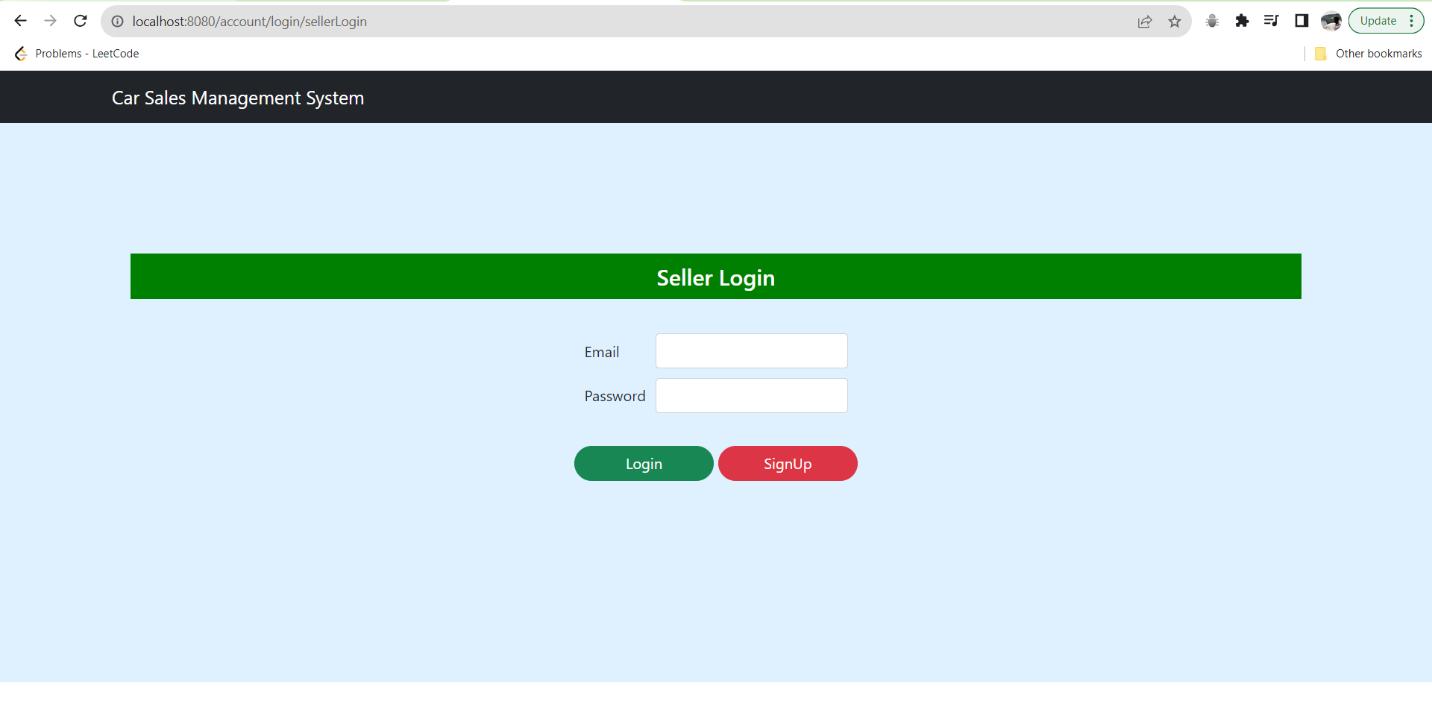 localhost:8080/account/login/sellerLogin
Update
Problems - LeetCode
Other bookmarks
Car Sales Management System
Seller Login
Email
Password
Login SignUp